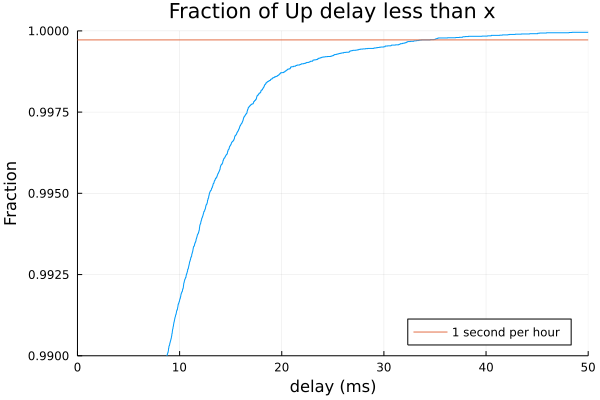 Fraction of Up delay less than x
Fraction
1.0000
0.9975
0.9950
0.9925
0.9900
1 second per hour
0 10 20 30 40 50
delay (ms)